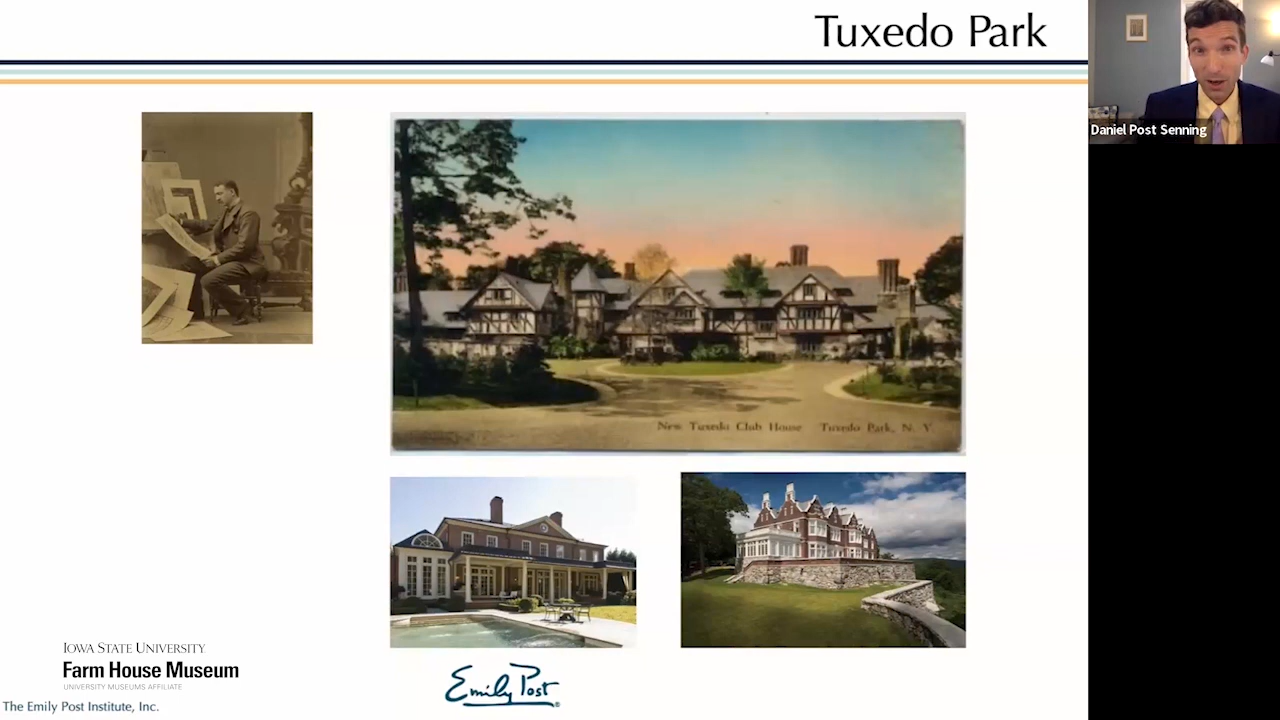 Tuxedo Park
Daniel Post Senning
New Tuxedo Club House Tuxedo Park, N. Y.
IOWA STATE UNIVERSITY
Farm House Museum
UNIVERSITY MUSEUMS AFFILIATE
Emily Post®
The Emily Post Institute, Inc.